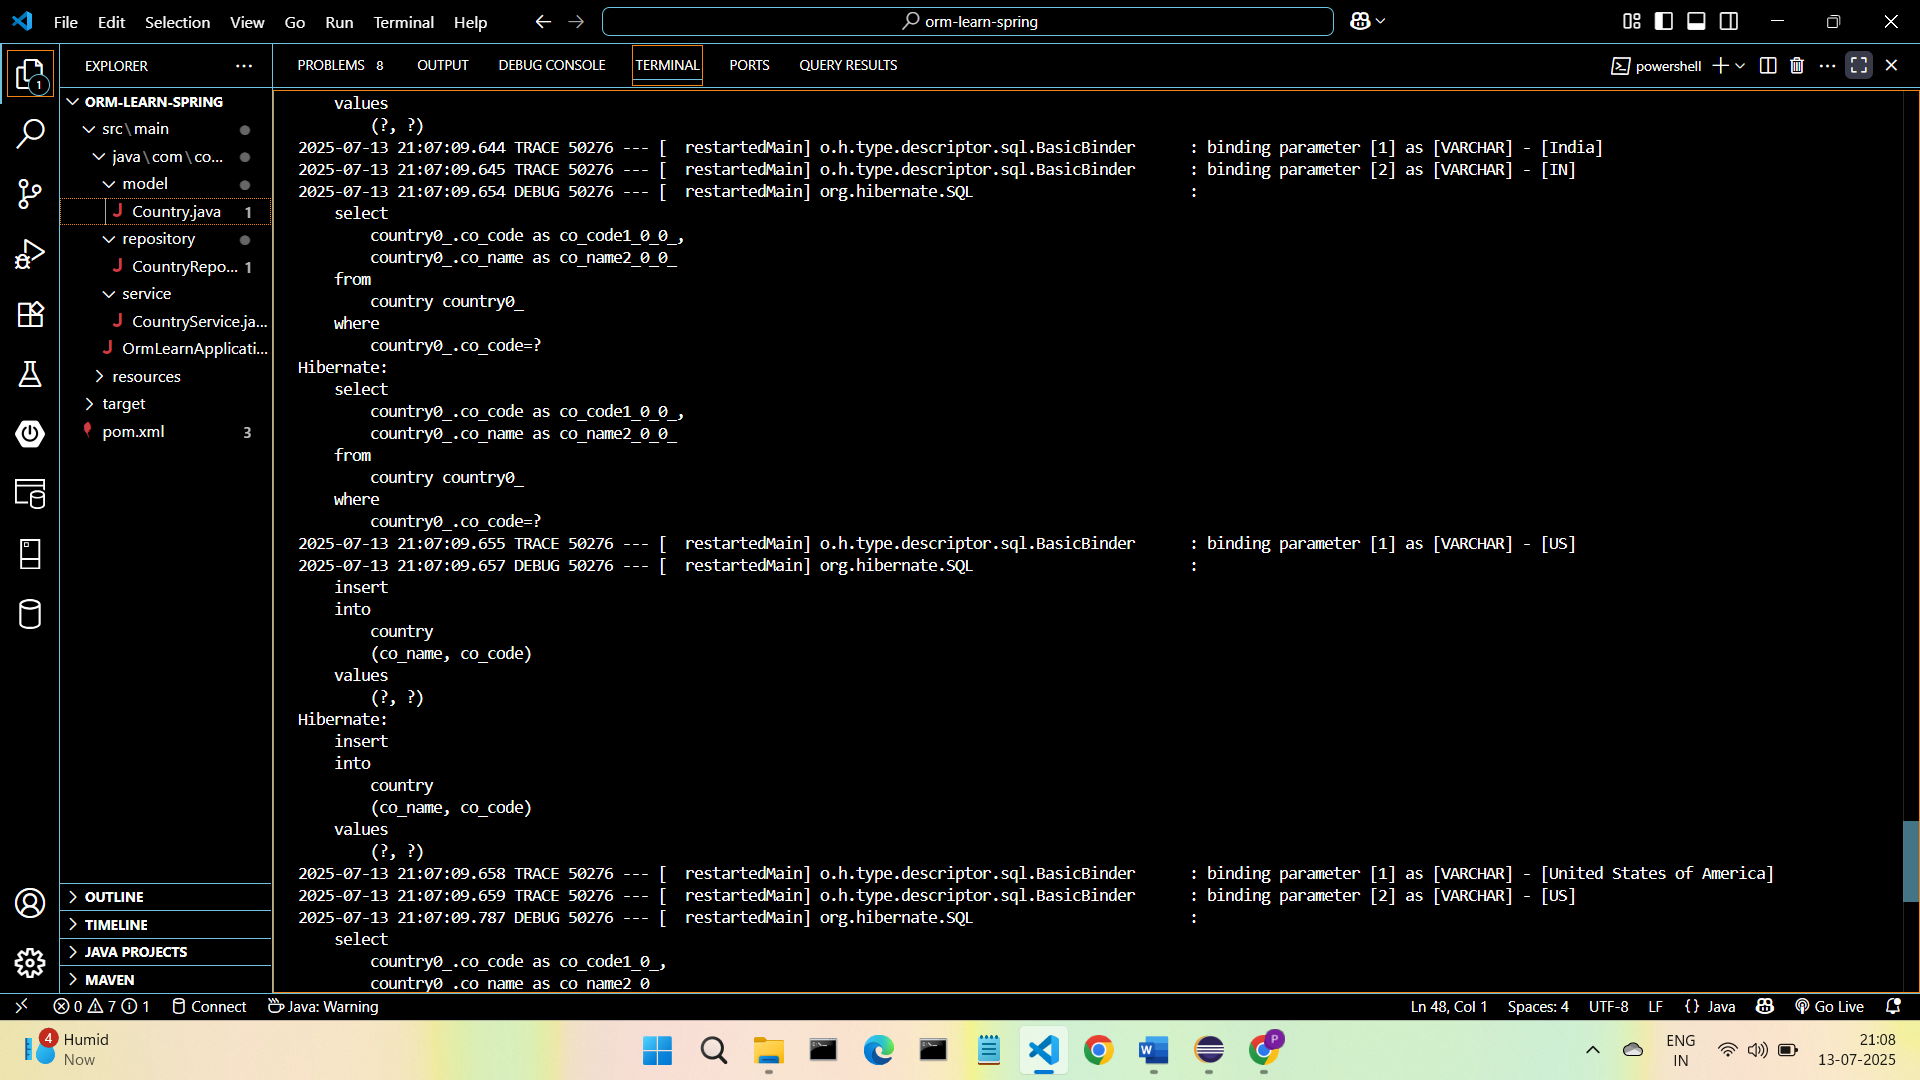 File Edit Selection View Go Run Terminal Help
orm-learn-spring
EXPLORER
PROBLEMS 8 OUTPUT DEBUG CONSOLE TERMINAL PORTS QUERY RESULTS
powershell
1
ORM-LEARN-SPRING
src\main
java\com\co...
model
Country.java 1
repository
CountryRepo... 1
service
CountryService.ja...
OrmLearnApplicati...
resources
target
pom.xml 3
OUTLINE
TIMELINE
JAVA PROJECTS
MAVEN
values
(?, ?)
2025-07-13 21:07:09.644 TRACE 50276 --- [  restartedMain] o.h.type.descriptor.sql.BasicBinder      : binding parameter [1] as [VARCHAR] - [India]
2025-07-13 21:07:09.645 TRACE 50276 --- [  restartedMain] o.h.type.descriptor.sql.BasicBinder      : binding parameter [2] as [VARCHAR] - [IN]
2025-07-13 21:07:09.654 DEBUG 50276 --- [  restartedMain] org.hibernate.SQL                        :
select
country0_.co_code as co_code1_0_0_,
country0_.co_name as co_name2_0_0_
from
country country0_
where
country0_.co_code=?
Hibernate:
select
country0_.co_code as co_code1_0_0_,
country0_.co_name as co_name2_0_0_
from
country country0_
where
country0_.co_code=?
2025-07-13 21:07:09.655 TRACE 50276 --- [  restartedMain] o.h.type.descriptor.sql.BasicBinder      : binding parameter [1] as [VARCHAR] - [US]
2025-07-13 21:07:09.657 DEBUG 50276 --- [  restartedMain] org.hibernate.SQL                        :
insert
into
country
(co_name, co_code)
values
(?, ?)
Hibernate:
insert
into
country
(co_name, co_code)
values
(?, ?)
2025-07-13 21:07:09.658 TRACE 50276 --- [  restartedMain] o.h.type.descriptor.sql.BasicBinder      : binding parameter [1] as [VARCHAR] - [United States of America]
2025-07-13 21:07:09.659 TRACE 50276 --- [  restartedMain] o.h.type.descriptor.sql.BasicBinder      : binding parameter [2] as [VARCHAR] - [US]
2025-07-13 21:07:09.787 DEBUG 50276 --- [  restartedMain] org.hibernate.SQL                        :
select
country0_.co_code as co_code1_0_,
country0_.co_name as co_name2_0_
0 7 1 Connect Java: Warning
Ln 48, Col 1 Spaces: 4 UTF-8 LF {} Java Go Live
4
Humid
Now
P
ENG
IN
21:08
13-07-2025